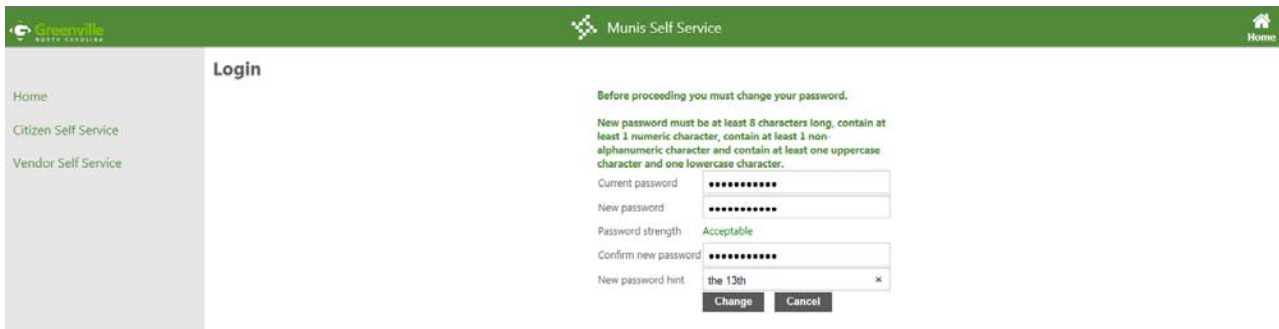 Greenville
NORTH CAROLINA
Munis Self Service
Home
Login
Home
Citizen Self Service
Vendor Self Service
Before proceeding you must change your password.
New password must be at least 8 characters long, contain at
least 1 numeric character, contain at least 1 non-
alphanumeric character and contain at least one uppercase
character and one lowercase character.
Current password •••••••••••
New password •••••••••••
Password strength Acceptable
Confirm new password •••••••••••
New password hint the 13th ×
Change Cancel